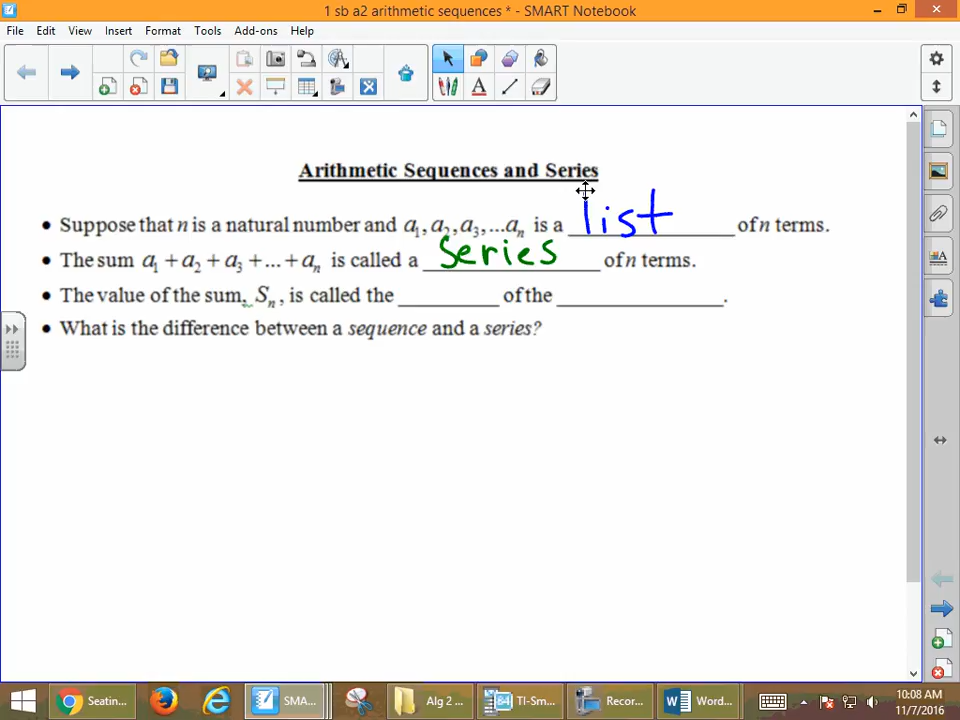 1 sb a2 arithmetic sequences * - SMART Notebook
File Edit View Insert Format Tools Add-ons Help
Arithmetic Sequences and Series
• Suppose that n is a natural number and a₁, a₂, a₃, ...aₙ is a list of n terms.
• The sum a₁ + a₂ + a₃ + ... + aₙ is called a series of n terms.
• The value of the sum, Sₙ, is called the __________ of the __________.
• What is the difference between a sequence and a series?
Seatin... SMA... Alg 2 ... TI-Sm... Recor... Word...
10:08 AM
11/7/2016